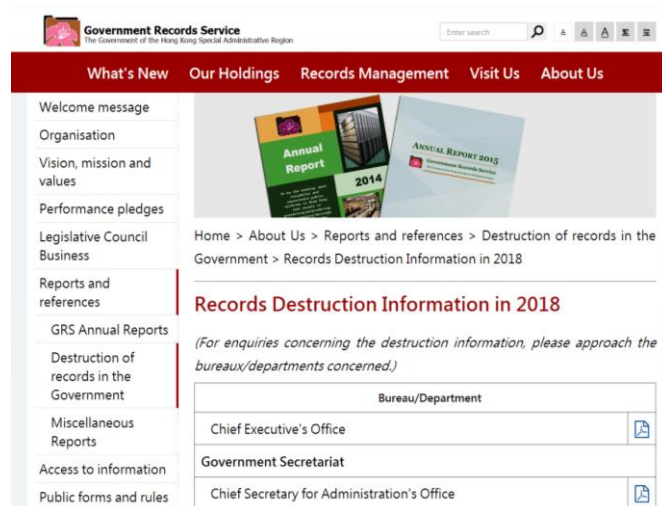 Government Records Service
The Government of the Hong Kong Special Administrative Region
Enter search
A A A 繁 简
What's New Our Holdings Records Management Visit Us About Us
Welcome message
Organisation
Vision, mission and
values
Performance pledges
Legislative Council
Business
Reports and
references
GRS Annual Reports
Destruction of
records in the
Government
Miscellaneous
Reports
Access to information
Public forms and rules
Annual
Report
2014
ANNUAL REPORT 2015
Government Records Service
Home > About Us > Reports and references > Destruction of records in the
Government > Records Destruction Information in 2018
Records Destruction Information in 2018
(For enquiries concerning the destruction information, please approach the
bureaux/departments concerned.)
Bureau/Department
Chief Executive's Office
Government Secretariat
Chief Secretary for Administration's Office